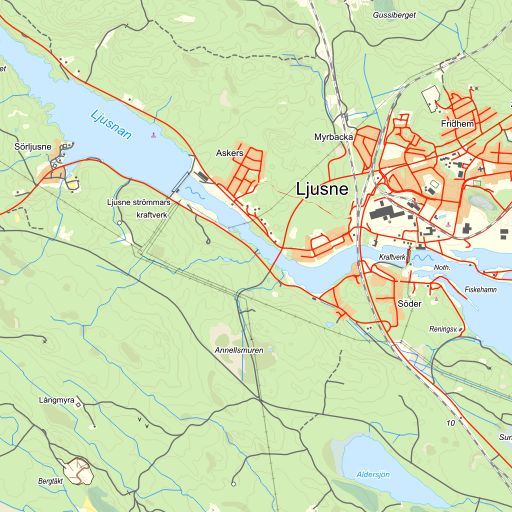 Gussiberget
Ljusnan
Fridhem
Myrbacka
Sörljusne
Askers
Ljusne
Ljusne strömmars
kraftverk
Kraftverk
Noth.
Fiskehamn
Söder
Reningsv.
Annellsmuren
Långmyra
10
Bergtäkt
Aldersjön